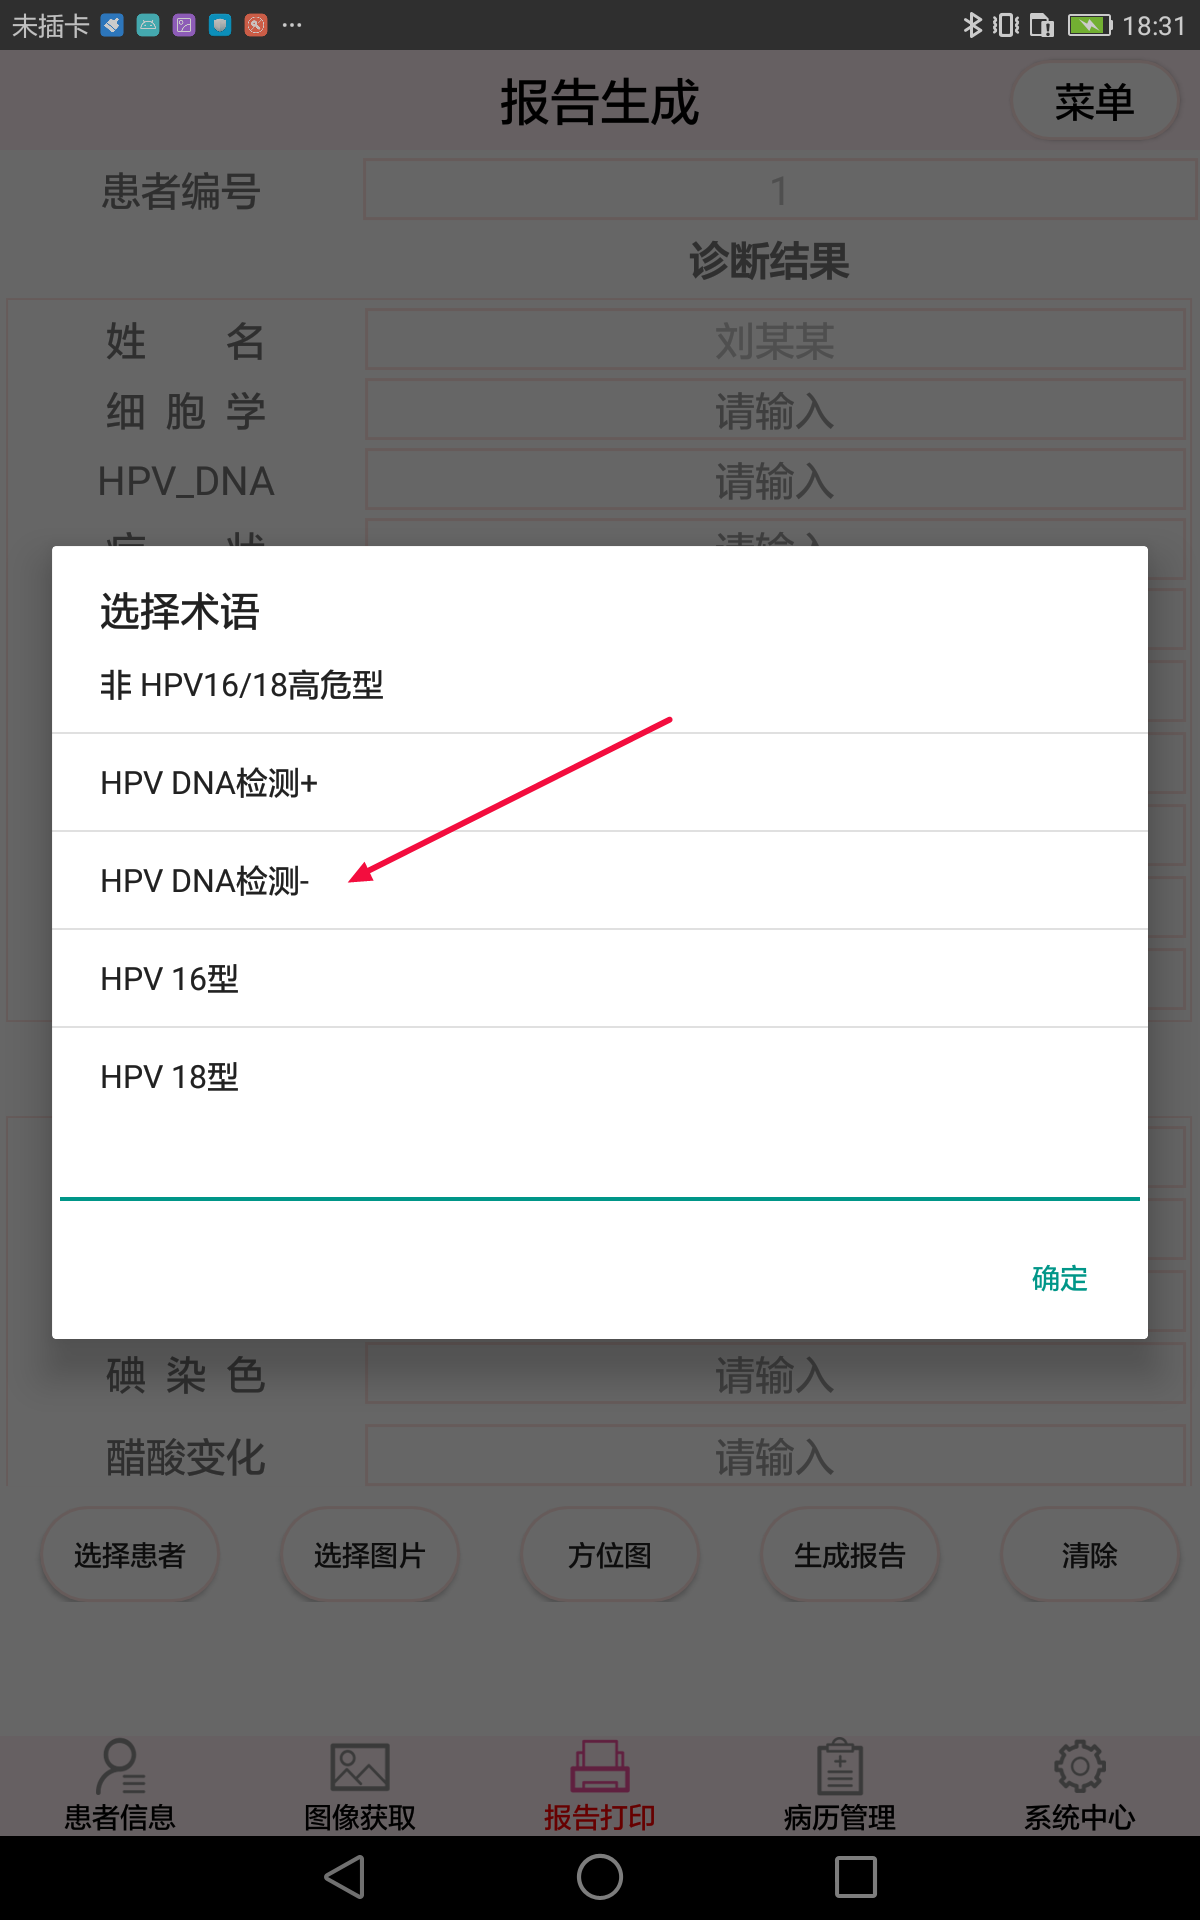 未插卡 18:31
报告生成 菜单
患者编号 1
诊断结果
姓 名 刘某某
细 胞 学 请输入
HPV_DNA 请输入
症 状 请输入
选择术语
非 HPV16/18高危型
HPV DNA检测+
HPV DNA检测-
HPV 16型
HPV 18型
确定
碘 染 色 请输入
醋酸变化 请输入
选择患者 选择图片 方位图 生成报告 清除
患者信息 图像获取 报告打印 病历管理 系统中心